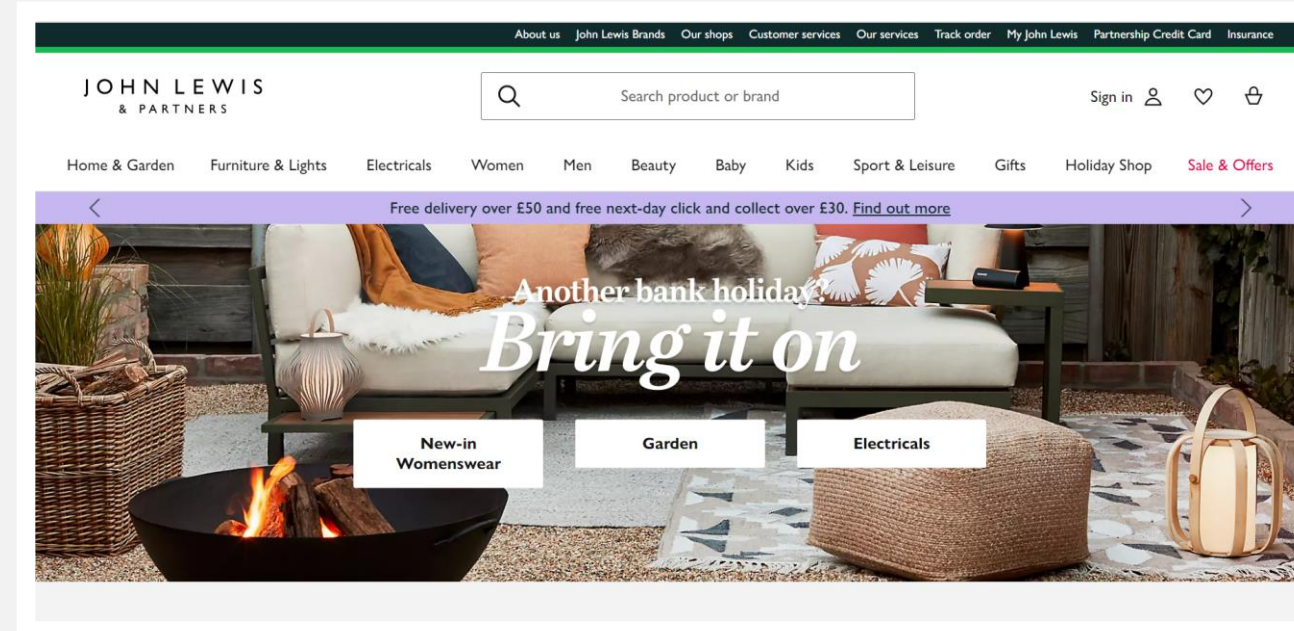 About us John Lewis Brands Our shops Customer services Our services Track order My John Lewis Partnership Credit Card Insurance
JOHN LEWIS
& PARTNERS
Search product or brand
Sign in
Home & Garden Furniture & Lights Electricals Women Men Beauty Baby Kids Sport & Leisure Gifts Holiday Shop Sale & Offers
Free delivery over £50 and free next-day click and collect over £30. Find out more
Another bank holiday?
Bring it on
New-in
Womenswear
Garden
Electricals